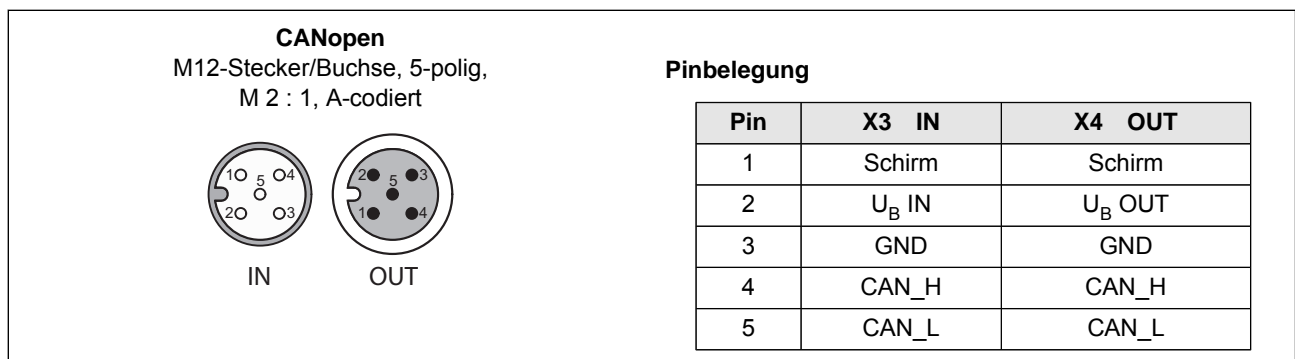 CANopen
M12-Stecker/Buchse, 5-polig,
M 2 : 1, A-codiert
1 5 4
2 3
2 5 3
1 4
IN OUT
Pinbelegung
Pin X3 IN X4 OUT
1 Schirm Schirm
2 U_B IN U_B OUT
3 GND GND
4 CAN_H CAN_H
5 CAN_L CAN_L